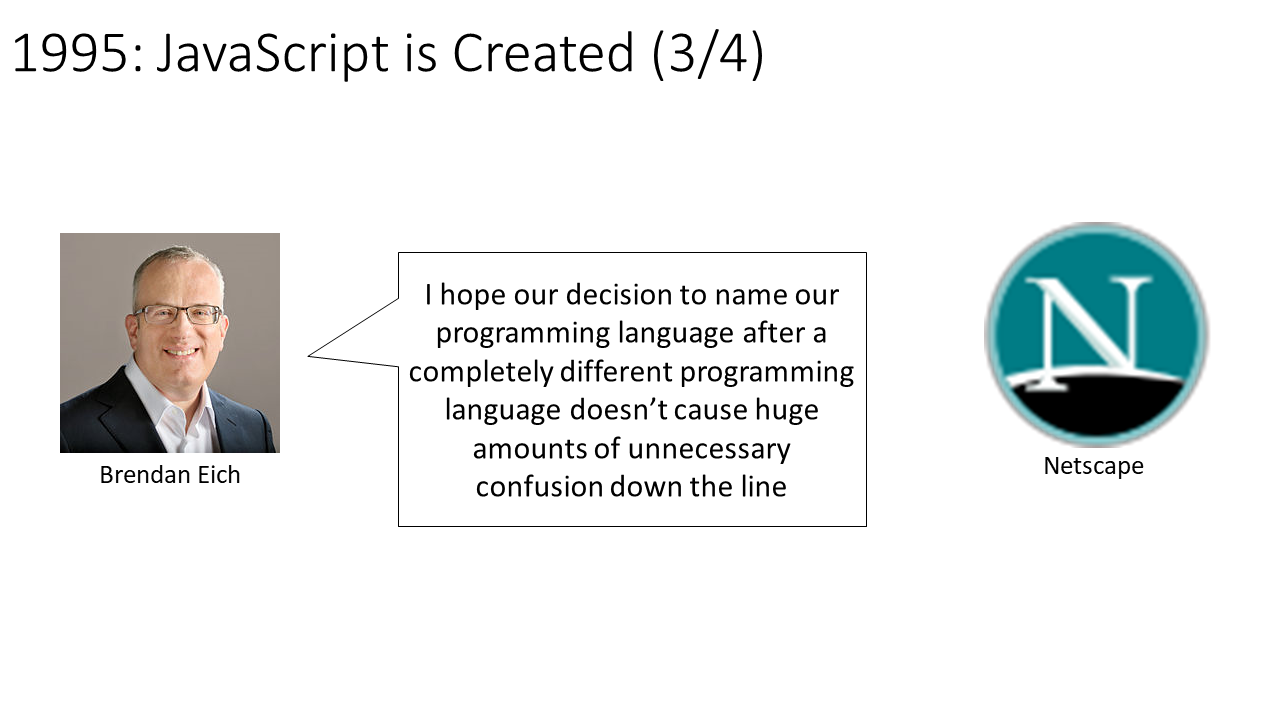 1995: JavaScript is Created (3/4)
I hope our decision to name our
programming language after a
completely different programming
language doesn’t cause huge
amounts of unnecessary
confusion down the line
N
Brendan Eich
Netscape